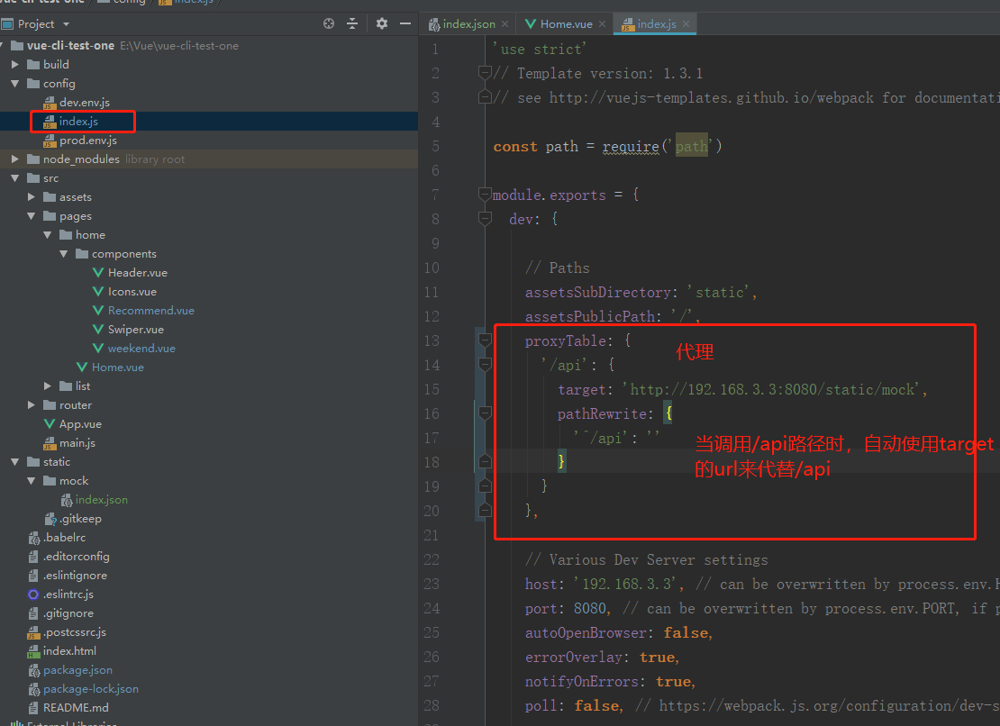 vue-cli-test-one
config
index.js
Project
vue-cli-test-one E:\Vue\vue-cli-test-one
build
config
dev.env.js
index.js
prod.env.js
node_modules library root
src
assets
pages
home
components
Header.vue
Icons.vue
Recommend.vue
Swiper.vue
weekend.vue
Home.vue
list
router
App.vue
main.js
static
mock
index.json
.gitkeep
.babelrc
.editorconfig
.eslintignore
.eslintrc.js
.gitignore
.postcssrc.js
index.html
package.json
package-lock.json
README.md
External Libraries
index.json
Home.vue
index.js
1 'use strict'
2 // Template version: 1.3.1
3 // see http://vuejs-templates.github.io/webpack for documentati
4
5 const path = require('path')
6
7 module.exports = {
8 dev: {
9
10 // Paths
11 assetsSubDirectory: 'static',
12 assetsPublicPath: '/',
13 proxyTable: {
代理
14 '/api': {
15 target: 'http://192.168.3.3:8080/static/mock',
16 pathRewrite: {
17 '^/api': ''
当调用/api路径时，自动使用target
的url来代替/api
18 }
19 }
20 },
21
22 // Various Dev Server settings
23 host: '192.168.3.3', // can be overwritten by process.env.H
24 port: 8080, // can be overwritten by process.env.PORT, if p
25 autoOpenBrowser: false,
26 errorOverlay: true,
27 notifyOnErrors: true,
28 poll: false, // https://webpack.js.org/configuration/dev-s